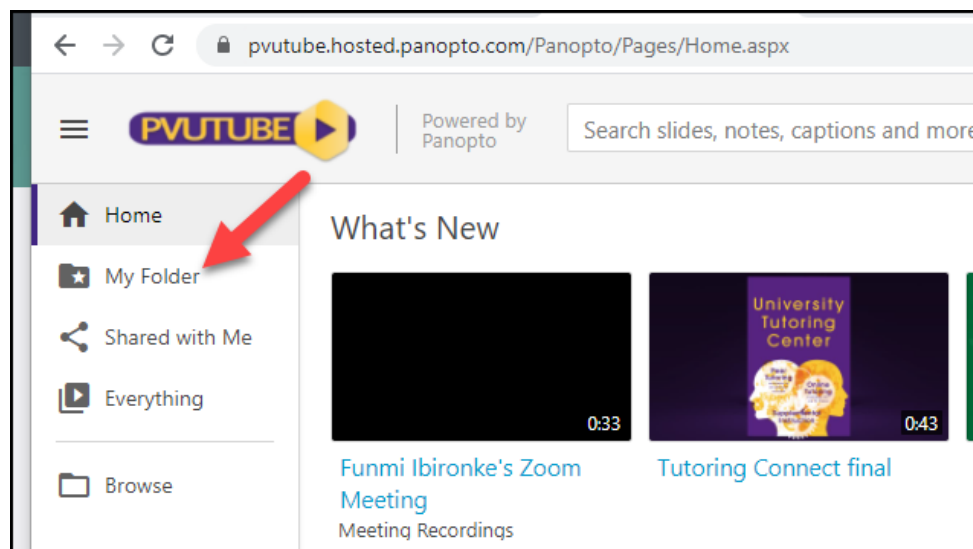 pvutube.hosted.panopto.com/Panopto/Pages/Home.aspx
PVUTUBE
Powered by
Panopto
Search slides, notes, captions and more
Home
My Folder
Shared with Me
Everything
Browse
What's New
0:33
Funmi Ibironke's Zoom
Meeting
Meeting Recordings
University
Tutoring
Center
Online
Tutoring
0:43
Tutoring Connect final